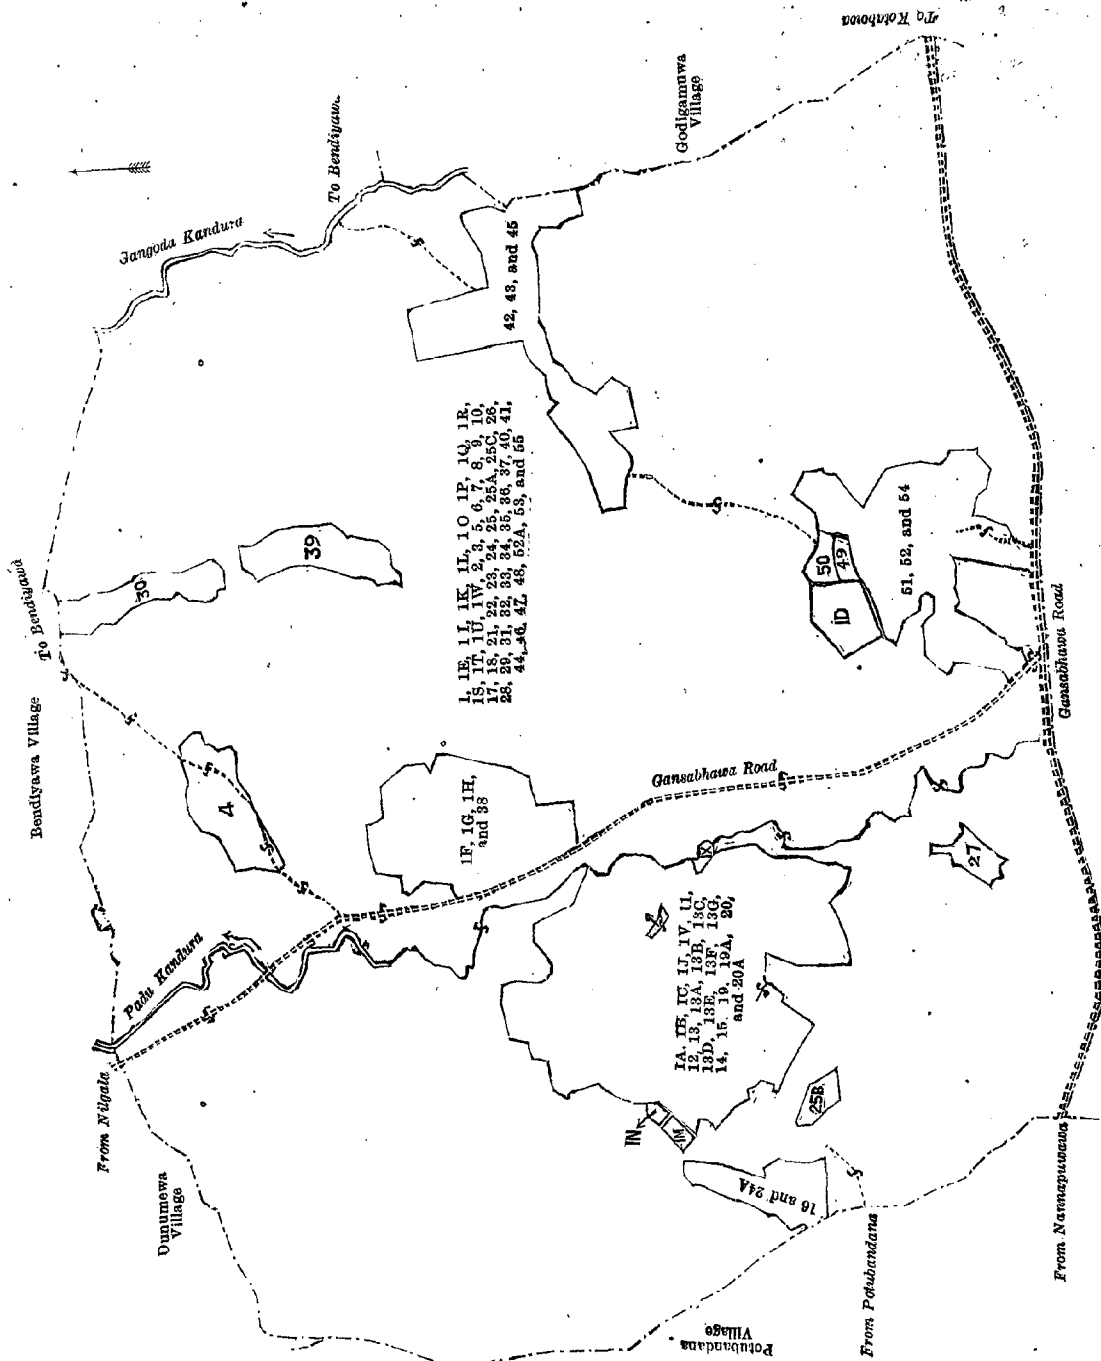 To Kotabowa
Godigamuwa
Village
To Bendiyawa
Jangoda Kandura
42, 43, and 45
1, 1E, 1I, 1K, 1L, 1O 1P, 1Q, 1R,
1S, 1T, 1U, 1W, 2, 3, 5, 6, 7, 8, 9, 10,
17, 18, 21, 22, 23, 24, 25, 25A, 25C, 26,
28, 29, 31, 32, 33, 34, 35, 36, 37, 40, 41,
44, 46, 47, 48, 52A, 53, and 55
39
30
To Bendiyawa
Bendiyawa Village
4
1F, 1G, 1H,
and 38
50
49
1D
51, 52, and 54
Gansabhawa Road
Gansabhawa Road
27
1X
11
1A, 1B, 1C, 1J, 1V, 11,
12, 13, 13A, 13B, 13C,
13D, 13E, 13F, 13G,
14, 15, 19, 19A, 20,
and 20A
Padu Kandura
From Nilgala
Dunumewa
Village
1N
1M
25B
16 and 24A
From Potubandana
From Nannapuwawa
Potubandana
Village